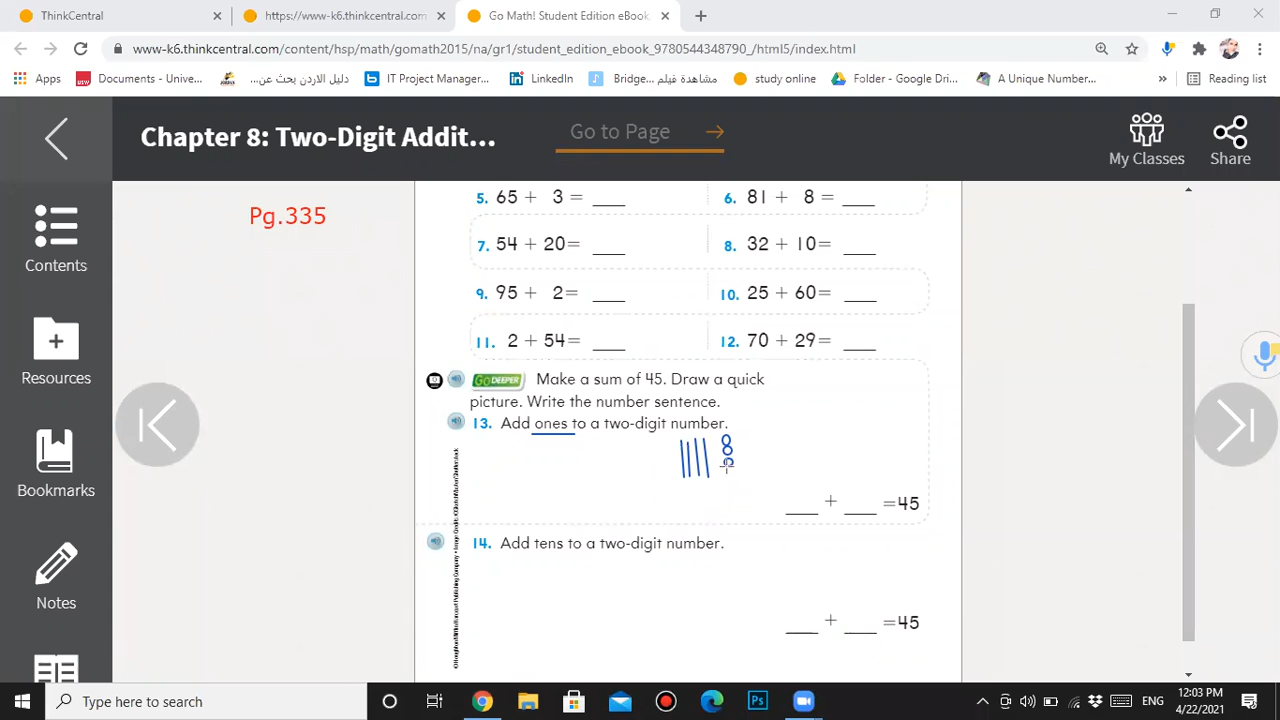 ThinkCentral
https://www-k6.thinkcentral.com
Go Math! Student Edition eBook
www-k6.thinkcentral.com/content/hsp/math/gomath2015/na/gr1/student_edition_ebook_9780544348790_/html5/index.html
Apps Documents - Unive... دليل الاردن بحث عن... IT Project Manager... LinkedIn Bridge... مشاهدة فيلم study online Folder - Google Dri... A Unique Number... » Reading list
Chapter 8: Two-Digit Addit...
Go to Page
My Classes
Share
Contents
Resources
Bookmarks
Notes
Pg.335
5. 65 + 3 = ___ 6. 81 + 8 = ___
7. 54 + 20= ___ 8. 32 + 10= ___
9. 95 + 2= ___ 10. 25 + 60= ___
11. 2 + 54= ___ 12. 70 + 29= ___
GO DEEPER Make a sum of 45. Draw a quick
picture. Write the number sentence.
13. Add ones to a two-digit number.
___ + ___ =45
14. Add tens to a two-digit number.
___ + ___ =45
Type here to search
ENG
12:03 PM
4/22/2021